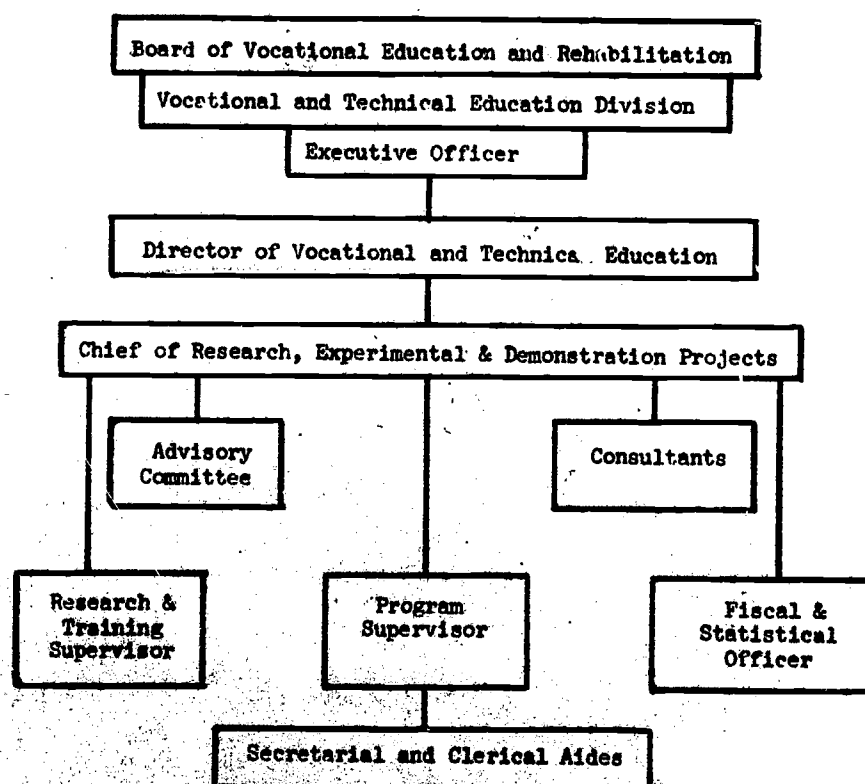 Board of Vocational Education and Rehabilitation
Vocational and Technical Education Division
Executive Officer
Director of Vocational and Technica Education
Chief of Research, Experimental & Demonstration Projects
Advisory
Committee
Consultants
Research &
Training
Supervisor
Program
Supervisor
Fiscal &
Statistical
Officer
Secretarial and Clerical Aides